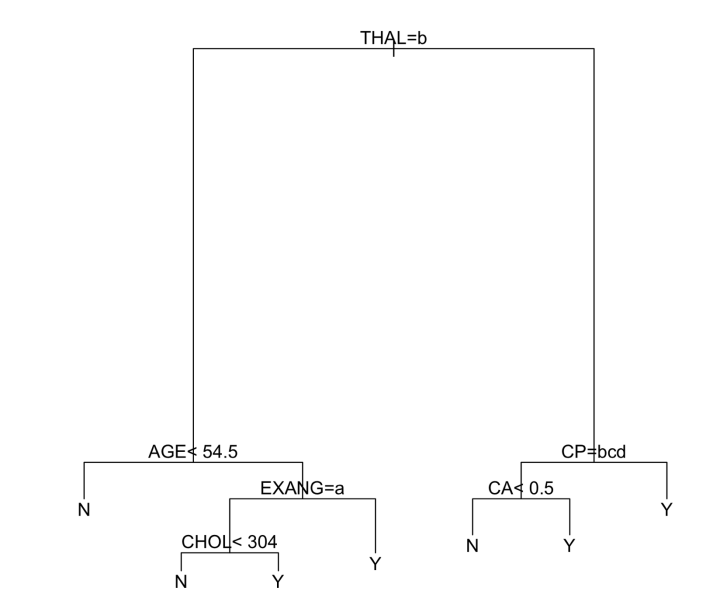 THAL=b
AGE< 54.5
CP=bcd
EXANG=a
CA< 0.5
N
Y
CHOL< 304
N
Y
Y
N
Y